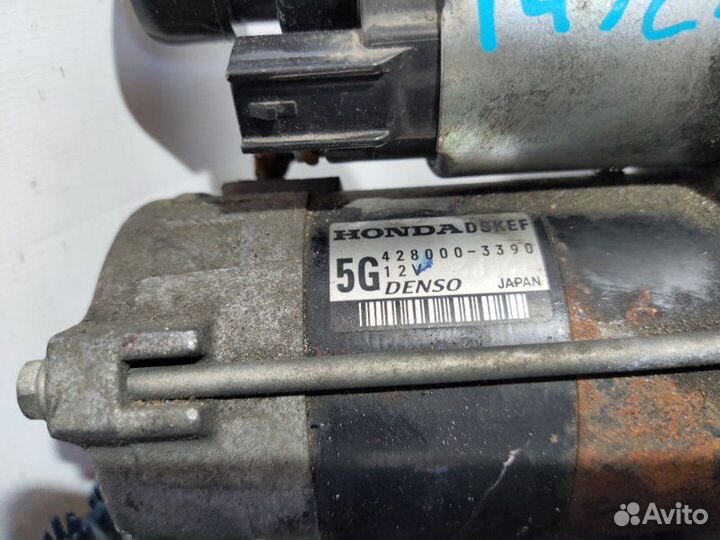 HONDA DSKEF
5G 428000-3390
12V
DENSO JAPAN
Avito